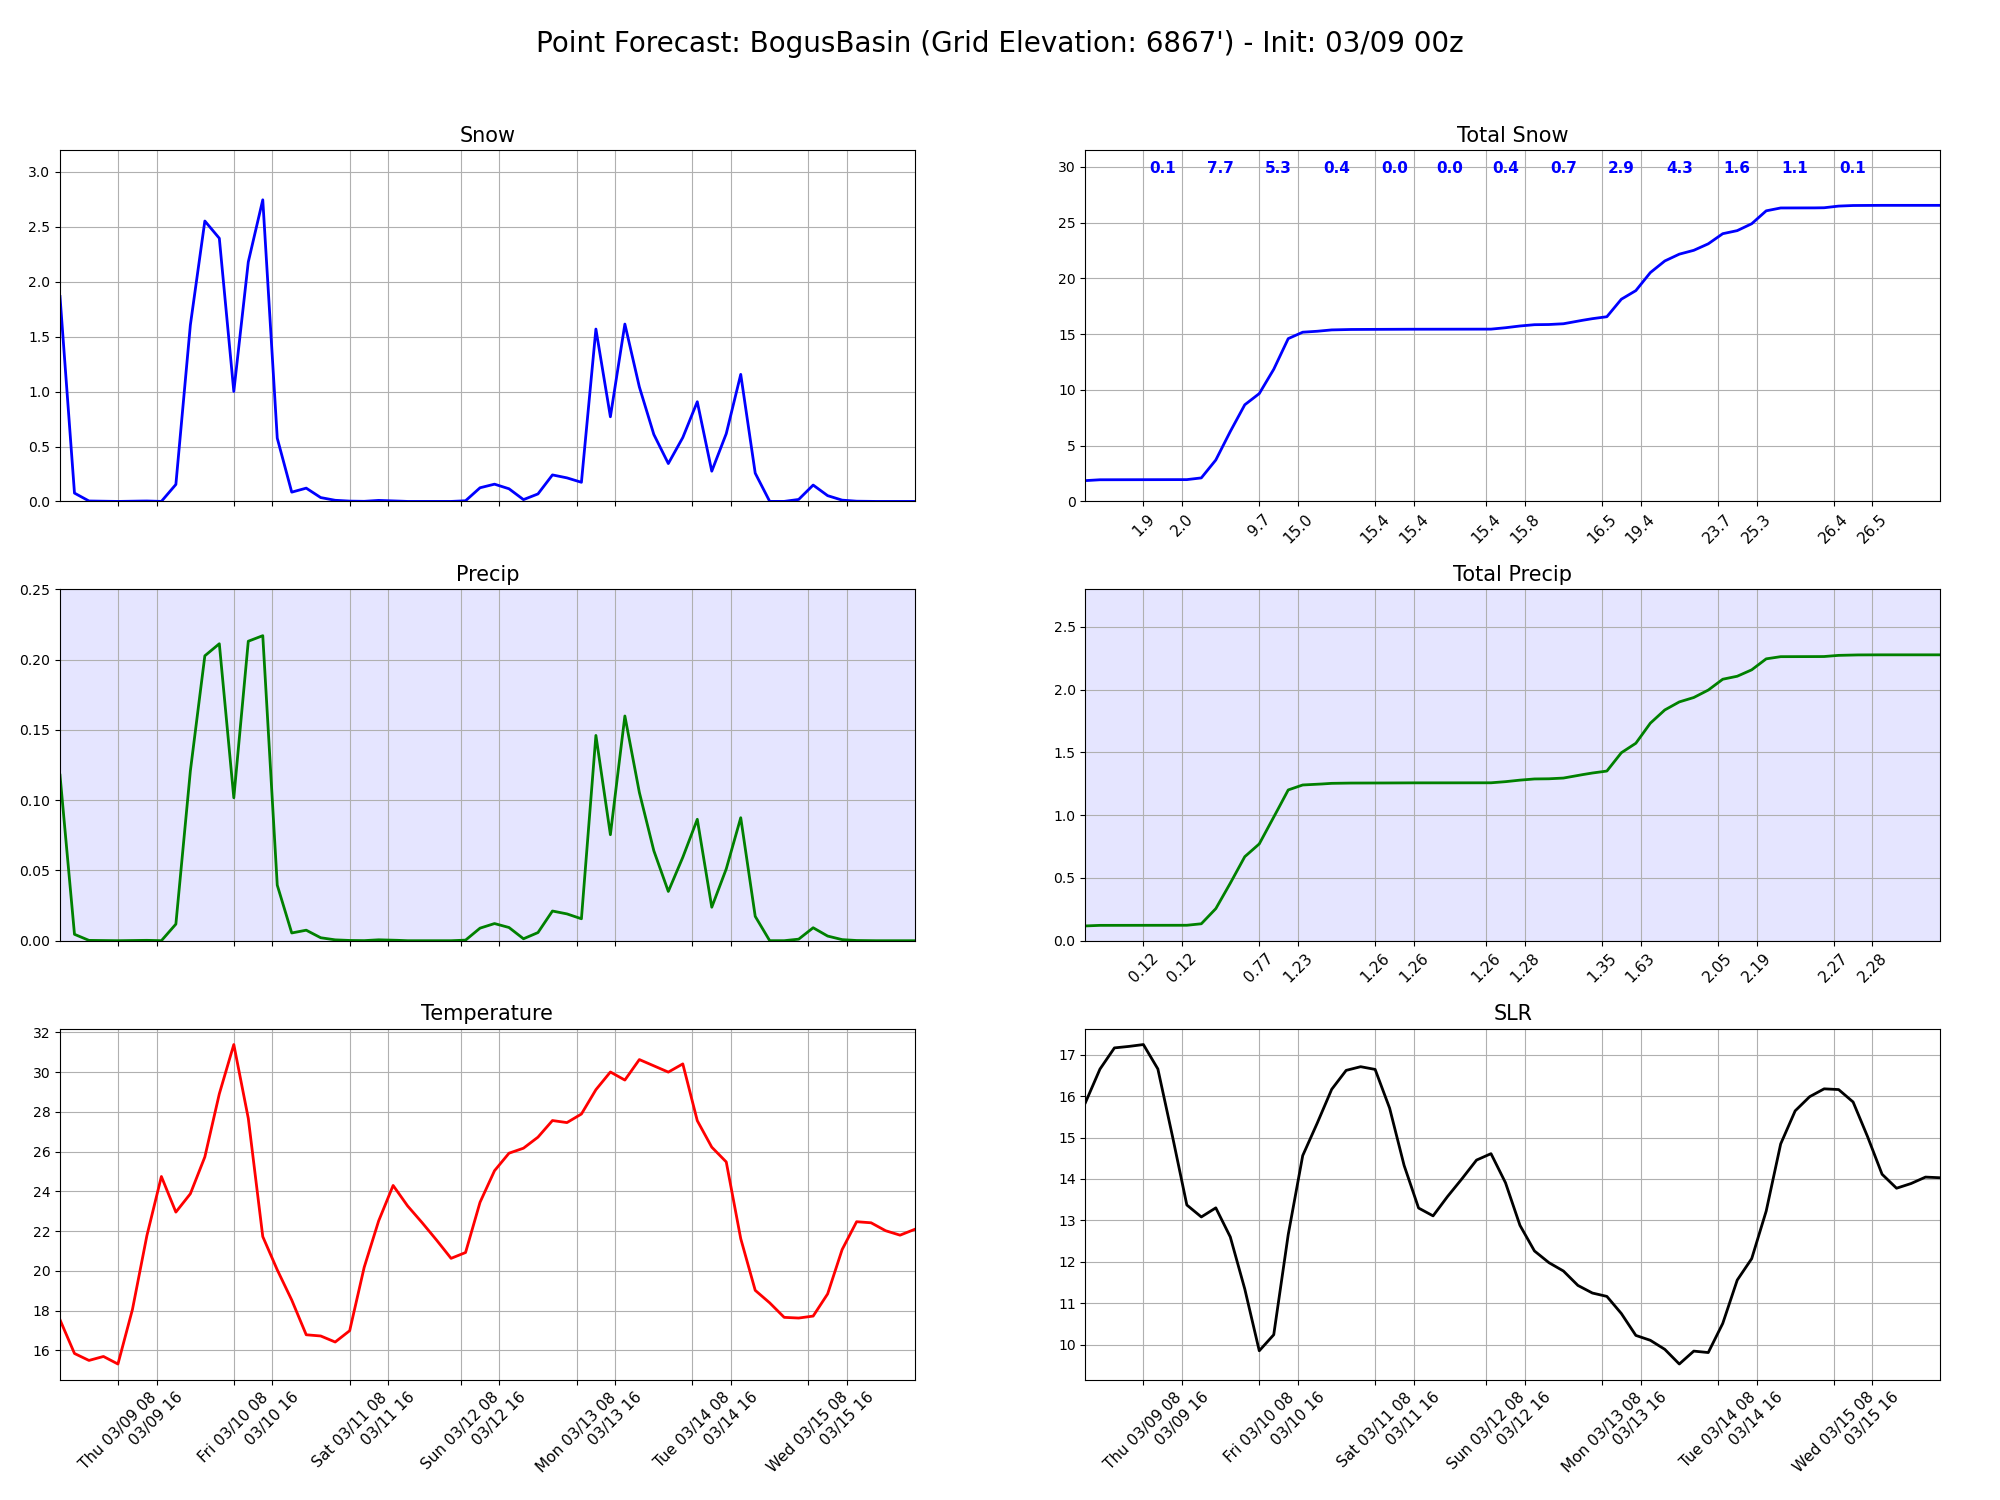 Point Forecast: BogusBasin (Grid Elevation: 6867') - Init: 03/09 00z
Snow
3.0
2.5
2.0
1.5
1.0
0.5
0.0
Total Snow
0.1 7.7 5.3 0.4 0.0 0.0 0.4 0.7 2.9 4.3 1.6 1.1 0.1
30
25
20
15
10
5
0
1.9 2.0 9.7 15.0 15.4 15.4 15.4 15.8 16.5 19.4 23.7 25.3 26.4 26.5
Precip
0.25
0.20
0.15
0.10
0.05
0.00
Total Precip
2.5
2.0
1.5
1.0
0.5
0.0
0.12 0.12 0.77 1.23 1.26 1.26 1.26 1.28 1.35 1.63 2.05 2.19 2.27 2.28
Temperature
32
30
28
26
24
22
20
18
16
Thu 03/09 08
03/09 16
Fri 03/10 08
03/10 16
Sat 03/11 08
03/11 16
Sun 03/12 08
03/12 16
Mon 03/13 08
03/13 16
Tue 03/14 08
03/14 16
Wed 03/15 08
03/15 16
SLR
17
16
15
14
13
12
11
10
Thu 03/09 08
03/09 16
Fri 03/10 08
03/10 16
Sat 03/11 08
03/11 16
Sun 03/12 08
03/12 16
Mon 03/13 08
03/13 16
Tue 03/14 08
03/14 16
Wed 03/15 08
03/15 16